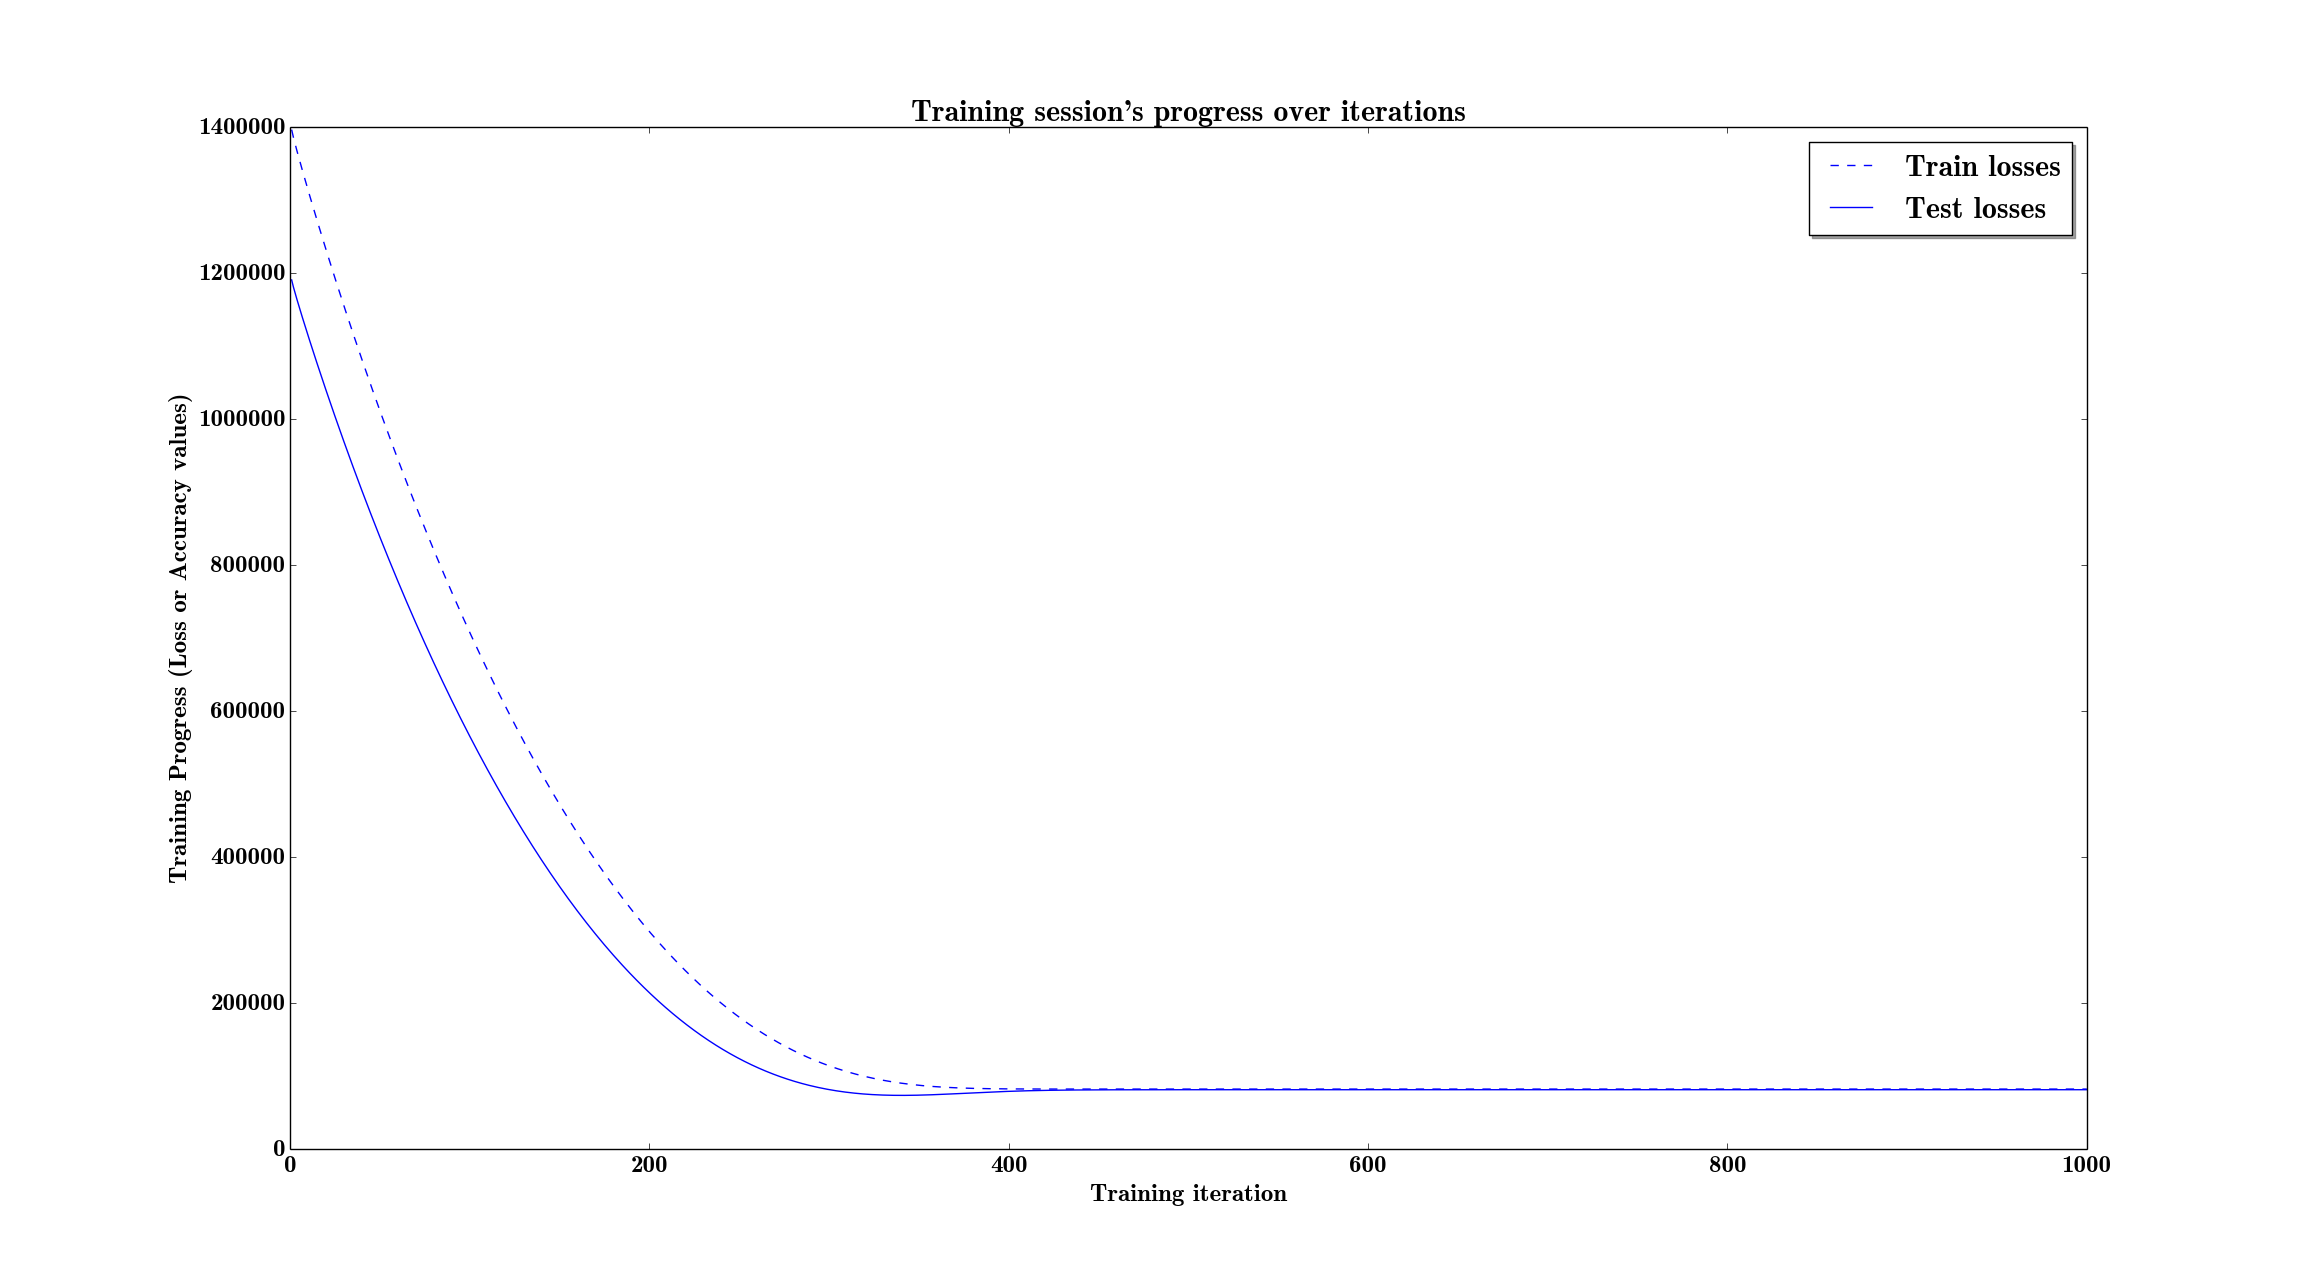 Training session's progress over iterations
1400000
1200000
1000000
800000
600000
400000
200000
0
Training Progress (Loss or Accuracy values)
Train losses
Test losses
0 200 400 600 800 1000
Training iteration